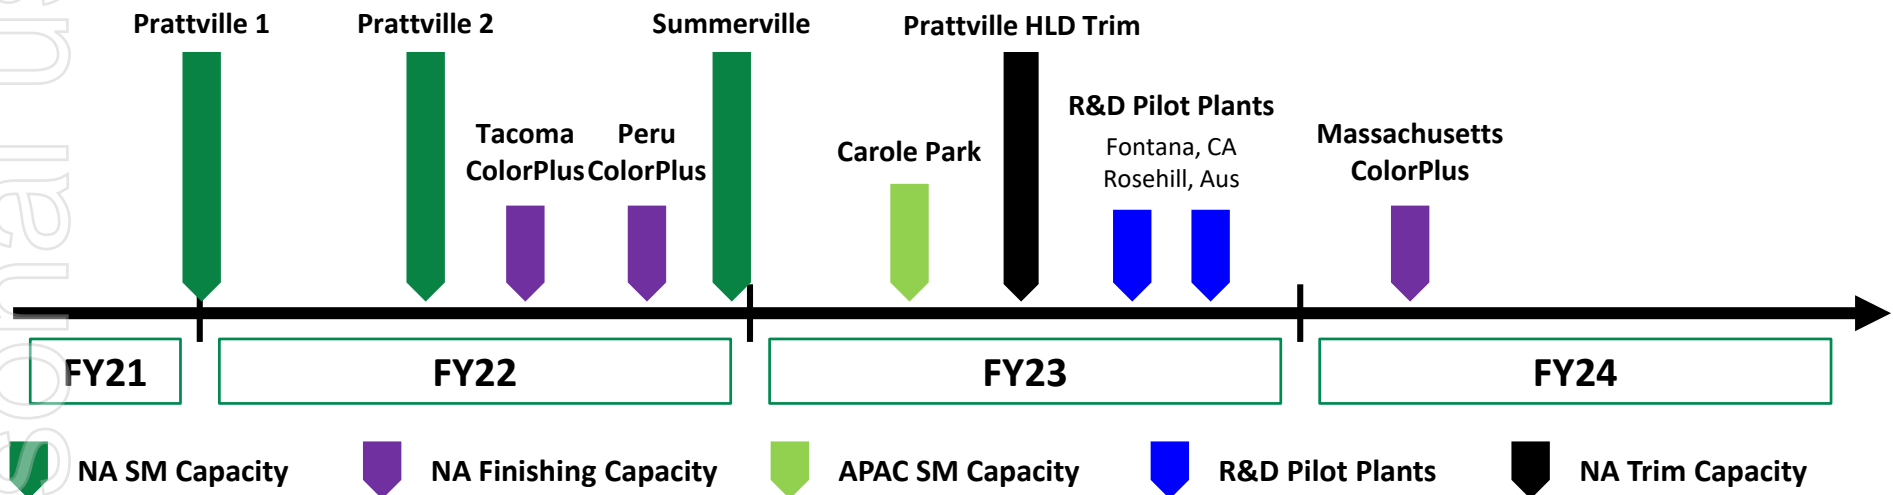 Prattville 1
Prattville 2
Summerville
Prattville HLD Trim
Tacoma
ColorPlus
Peru
ColorPlus
Carole Park
R&D Pilot Plants
Fontana, CA
Rosehill, Aus
Massachusetts
ColorPlus
FY21
FY22
FY23
FY24
NA SM Capacity
NA Finishing Capacity
APAC SM Capacity
R&D Pilot Plants
NA Trim Capacity
sonal us